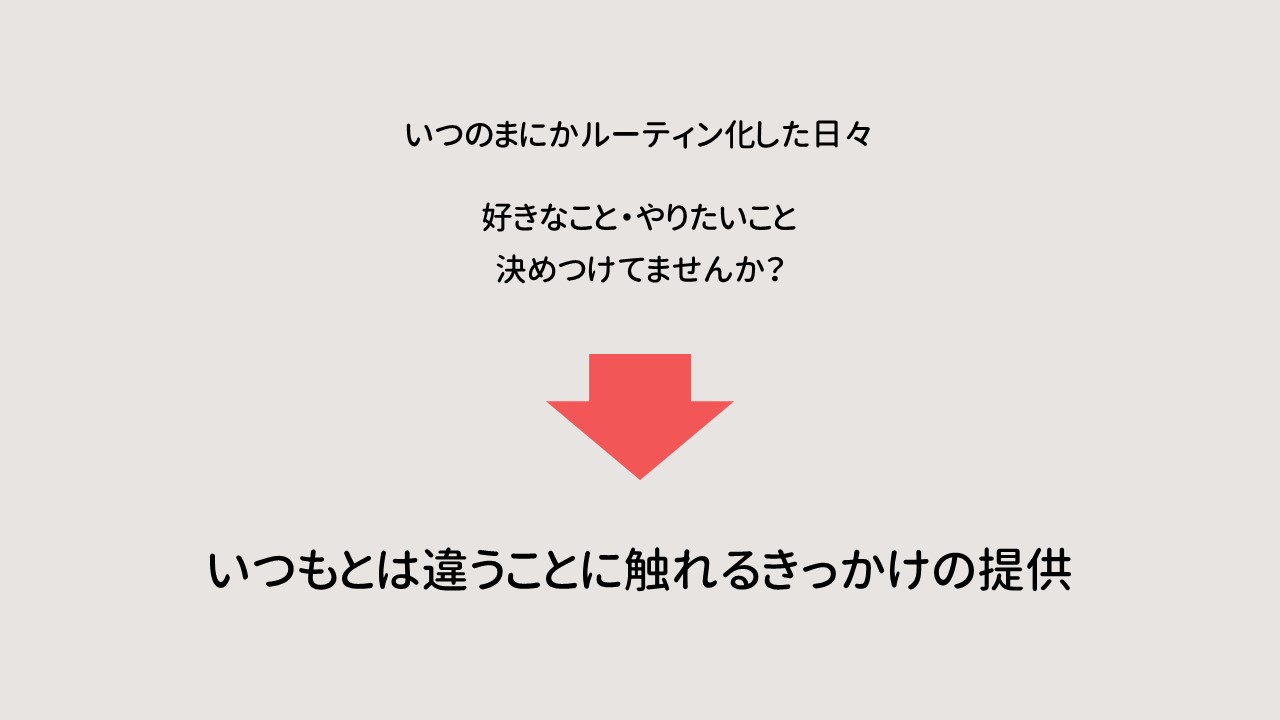 いつのまにかルーティン化した日々
好きなこと・やりたいこと
決めつけてませんか？
いつもとは違うことに触れるきっかけの提供